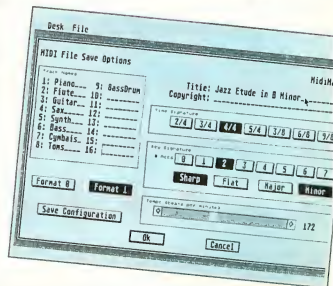 Desk File
MIDI File Save Options
Track Names
1: Piano 9: BassDrum
2: Flute 10:
3: Guitar 11:
4: Sax 12:
5: Synth 13:
6: Bass 14:
7: Cymbals 15:
8: Toms 16:
Format 0 Format 1
Save Configuration
Title: Jazz Etude in B Minor
Copyright:
Time Signature
2/4 3/4 4/4 5/4 3/8 6/8 9/8
Key Signature
0 1 2 3 4 5 6 7
Sharp Flat Major Minor
Tempo
172
Ok Cancel